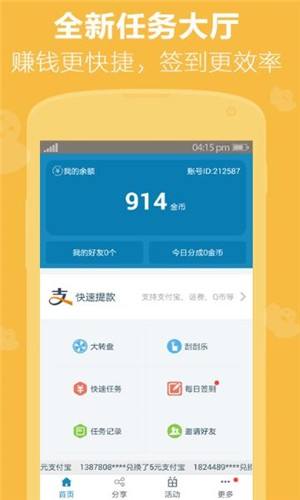 全新任务大厅
赚钱更快捷，签到更效率
04:15 pm
我的余额 账号ID:212587
914 金币
我的好友0个 今日分成0金币
支 快速提款 支持支付宝、话费、Q币等
大转盘 刮刮乐
快速任务 每日签到
任务记录 邀请好友
元支付宝 1387808****兑换了5元支付宝 1824489****兑换
首页 分享 活动 更多